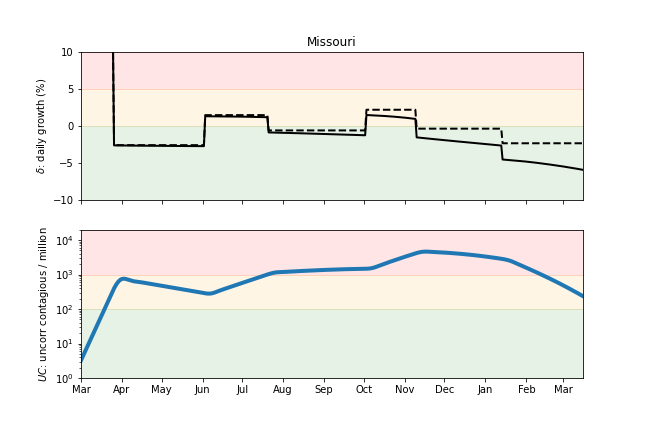 Missouri
δ: daily growth (%)
10
5
0
−5
−10
UC: uncorr contagious / million
10⁴
10³
10²
10¹
10⁰
Mar Apr May Jun Jul Aug Sep Oct Nov Dec Jan Feb Mar